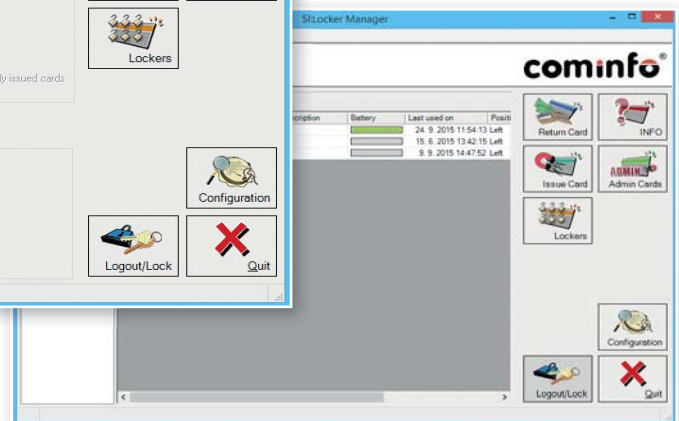 Lockers
ly issued cards
Configuration
Logout/Lock
Quit
SI:Locker Manager
cominfo®
cription Battery Last used on Positi
24. 9. 2015 11:54:13 Left
15. 6. 2015 13:42:15 Left
9. 9. 2015 14:47:52 Left
Return Card
INFO
Issue Card
ADMIN
Admin Cards
Lockers
Configuration
Logout/Lock
Quit